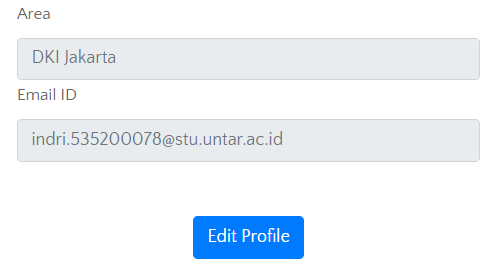 Area
DKI Jakarta
Email ID
indri.535200078@stu.untar.ac.id
Edit Profile